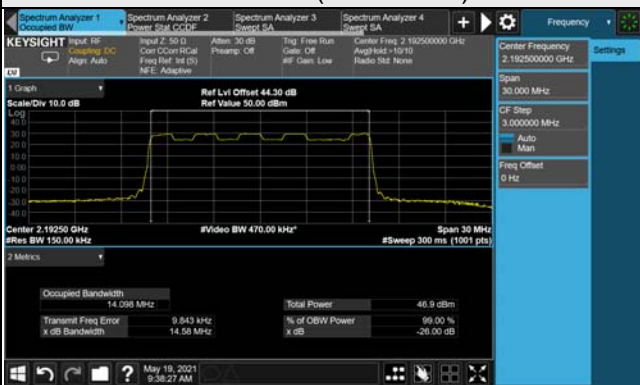 Spectrum Analyzer 1
Occupied BW
Spectrum Analyzer 2
Power Stat CCDF
Spectrum Analyzer 3
Swept SA
Spectrum Analyzer 4
Swept SA
Frequency
KEYSIGHT
Input: RF
Coupling: DC
Align: Auto
Input Z: 50 Ω
Corr CCorr RCal
Freq Ref: Int (S)
NFE: Adaptive
Atten: 30 dB
Preamp: Off
Trig: Free Run
Gate: Off
#IF Gain: Low
Center Freq: 2.192500000 GHz
Avg|Hold:>10/10
Radio Std: None
Center Frequency
2.192500000 GHz
Settings
Span
30.000 MHz
CF Step
3.000000 MHz
Auto
Man
Freq Offset
0 Hz
1 Graph
Scale/Div 10.0 dB
Ref Lvl Offset 44.30 dB
Ref Value 50.00 dBm
Log
40.0
30.0
20.0
10.0
0.00
-10.0
-20.0
-30.0
-40.0
Center 2.19250 GHz
#Res BW 150.00 kHz
#Video BW 470.00 kHz*
Span 30 MHz
#Sweep 300 ms (1001 pts)
2 Metrics
Occupied Bandwidth
14.098 MHz
Total Power
46.9 dBm
Transmit Freq Error
9.843 kHz
% of OBW Power
99.00 %
x dB Bandwidth
14.58 MHz
x dB
-26.00 dB
May 19, 2021
9:38:27 AM